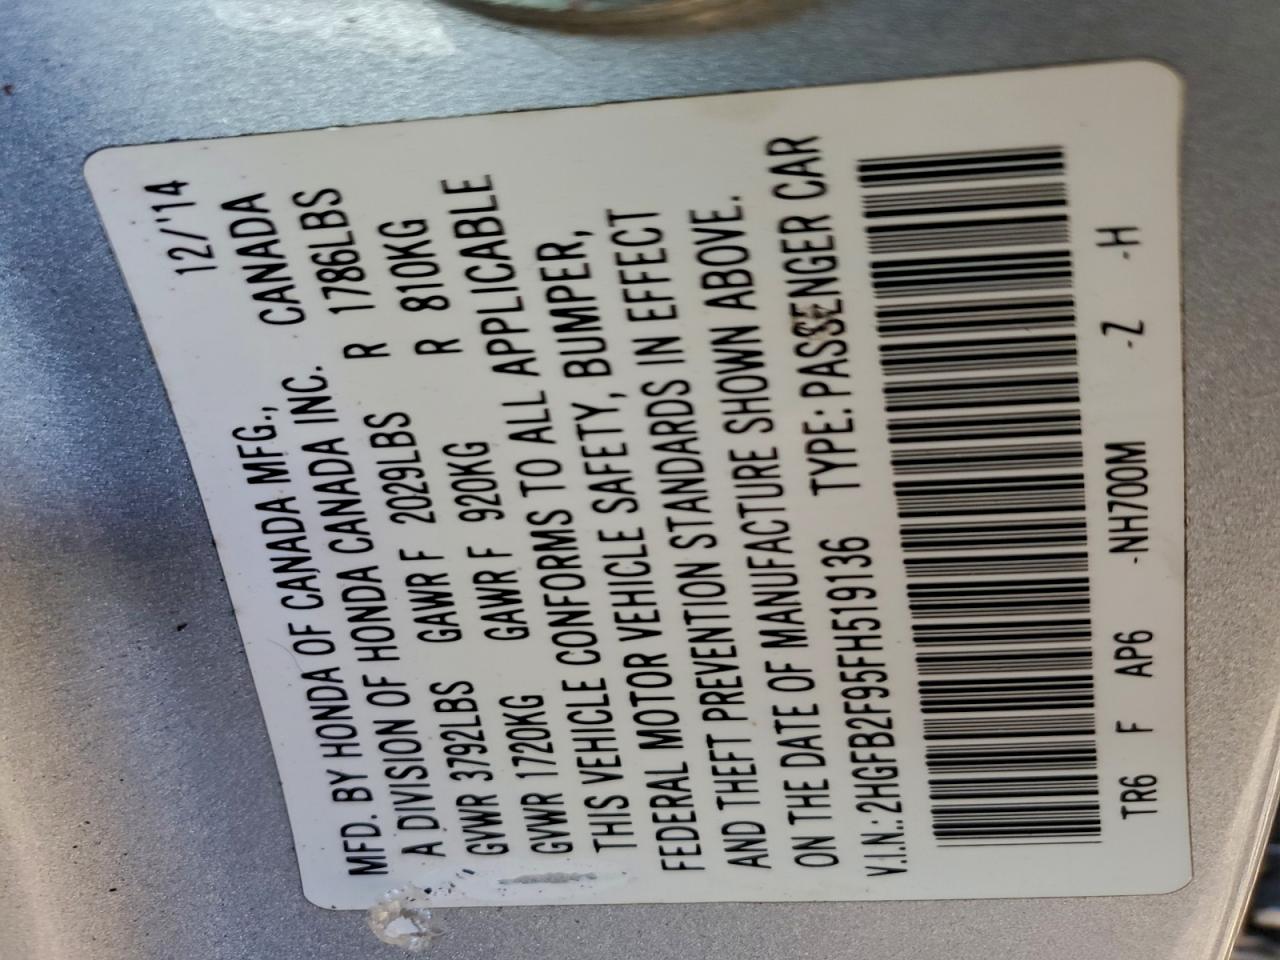 MFD. BY HONDA OF CANADA MFG., CANADA 12/'14
A DIVISION OF HONDA CANADA INC.
GVWR 3792LBS GAWR F 2029LBS R 1786LBS
GVWR 1720KG GAWR F 920KG R 810KG
THIS VEHICLE CONFORMS TO ALL APPLICABLE
FEDERAL MOTOR VEHICLE SAFETY, BUMPER,
AND THEFT PREVENTION STANDARDS IN EFFECT
ON THE DATE OF MANUFACTURE SHOWN ABOVE.
V.I.N.: 2HGFB2F95FH519136 TYPE: PASSENGER CAR
TR6 F AP6 -NH700M -Z -H